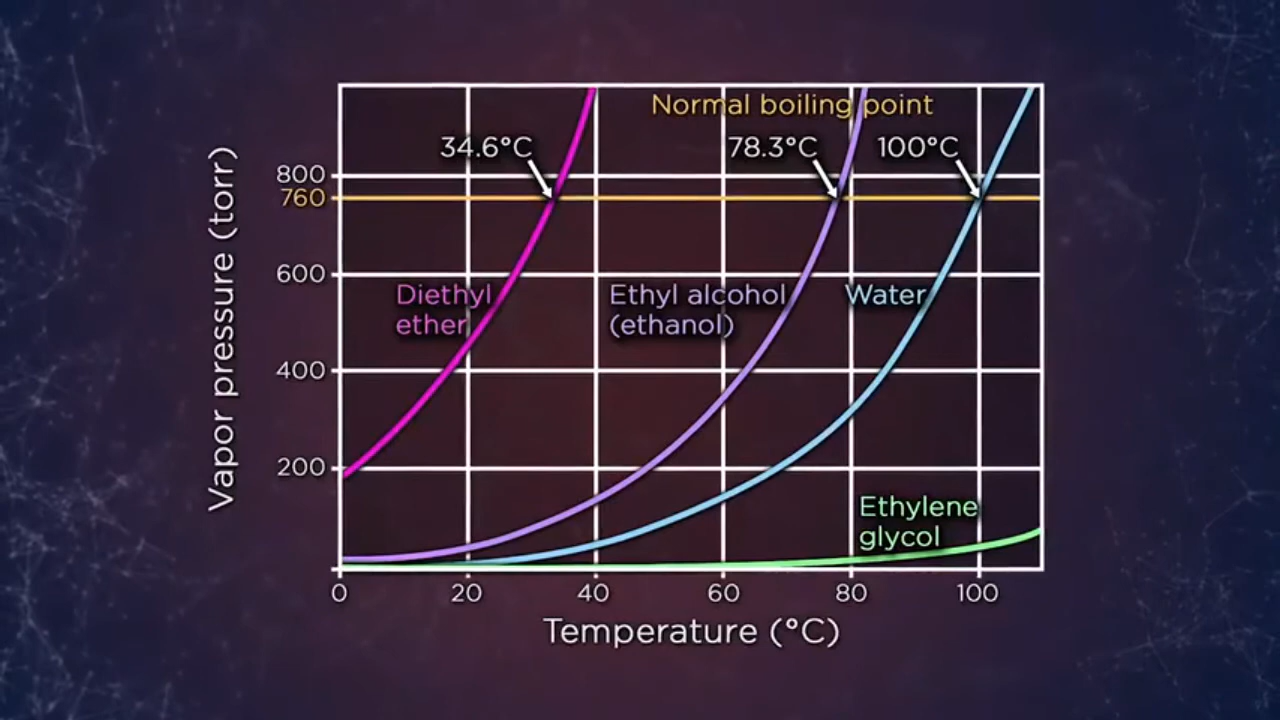 Normal boiling point
34.6°C
78.3°C
100°C
800
760
600
400
200
Vapor pressure (torr)
Diethyl
ether
Ethyl alcohol
(ethanol)
Water
Ethylene
glycol
0
20
40
60
80
100
Temperature (°C)